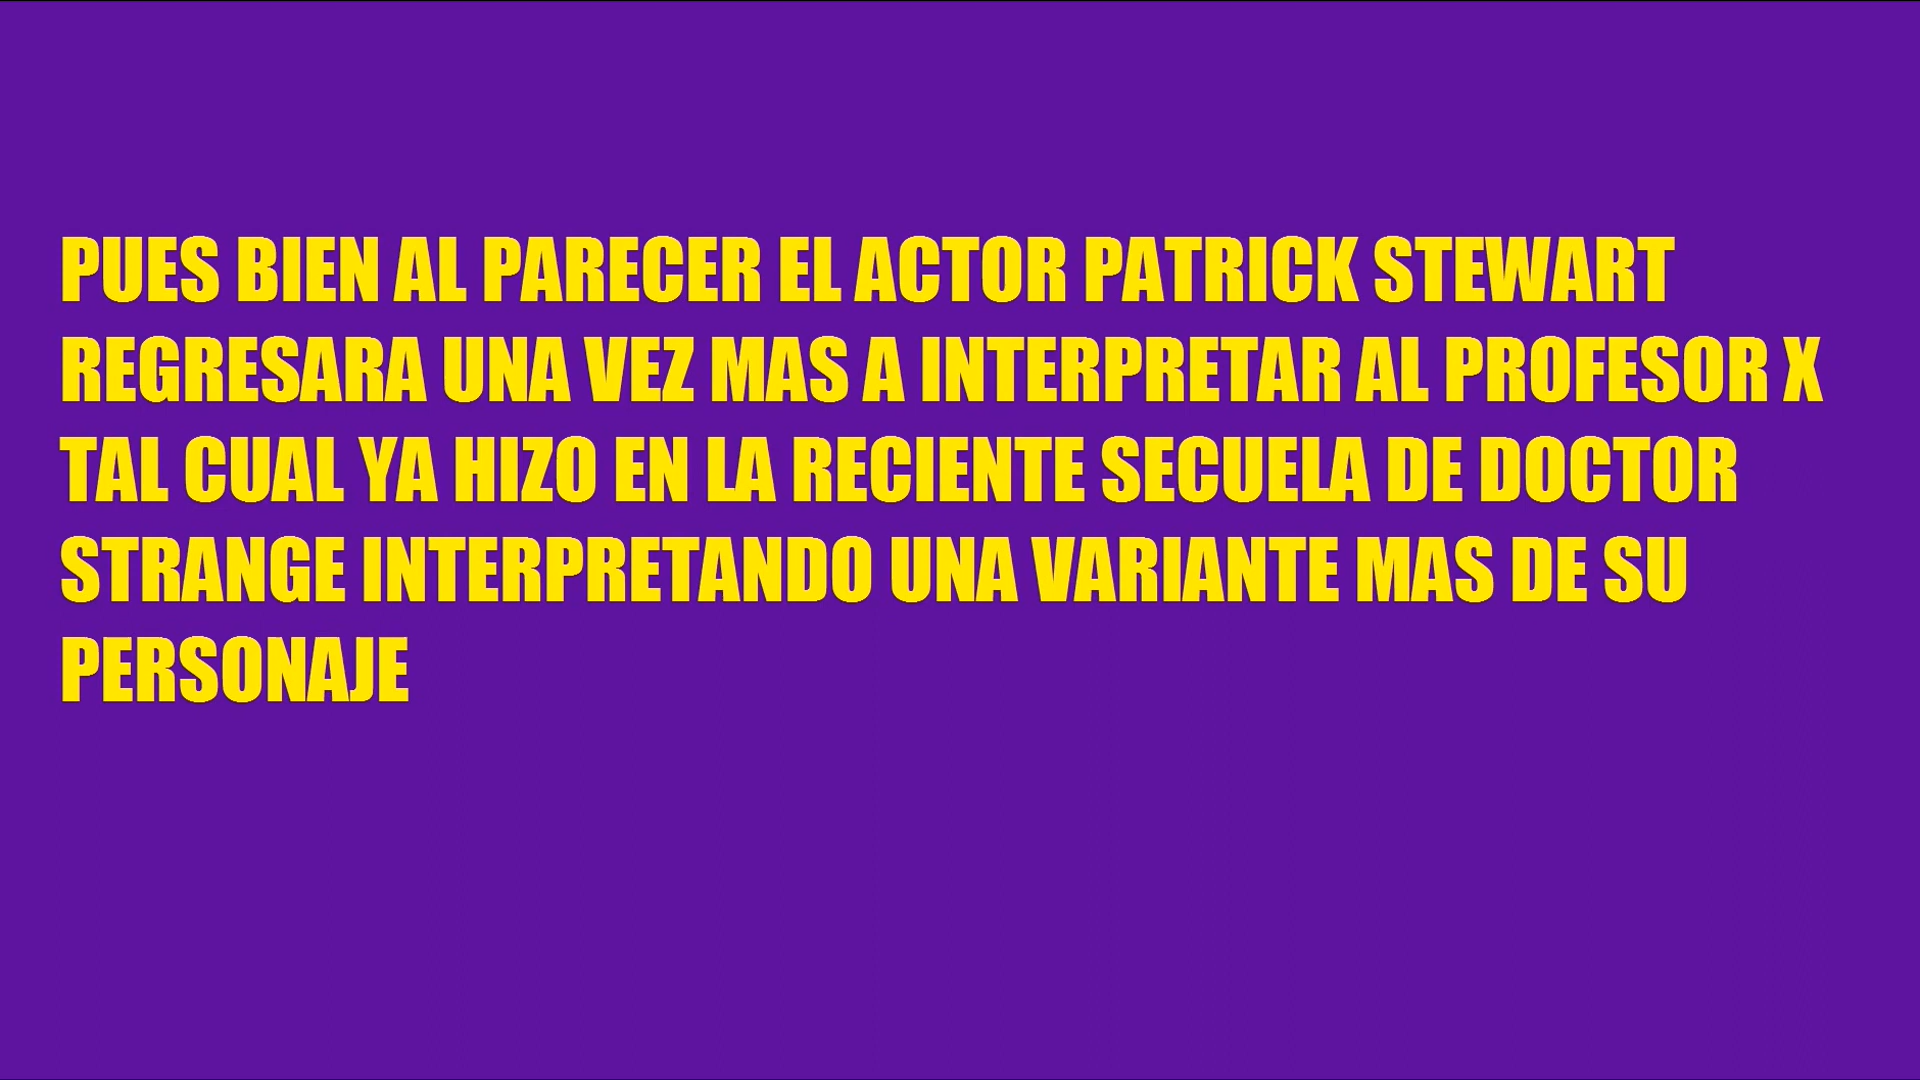 PUES BIEN AL PARECER EL ACTOR PATRICK STEWART
REGRESARA UNA VEZ MAS A INTERPRETAR AL PROFESOR X
TAL CUAL YA HIZO EN LA RECIENTE SECUELA DE DOCTOR
STRANGE INTERPRETANDO UNA VARIANTE MAS DE SU
PERSONAJE